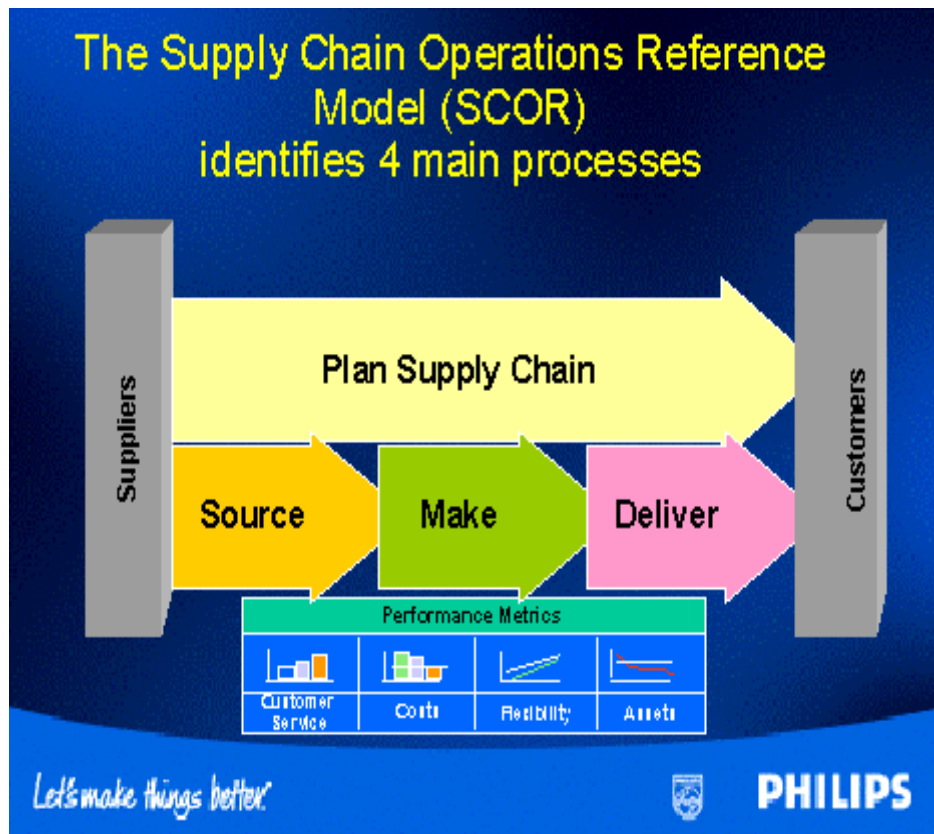 The Supply Chain Operations Reference
Model (SCOR)
identifies 4 main processes
Suppliers
Plan Supply Chain
Customers
Source
Make
Deliver
Performance Metrics
Customer
Service
Costs
Flexibility
Assets
Let's make things better.
PHILIPS